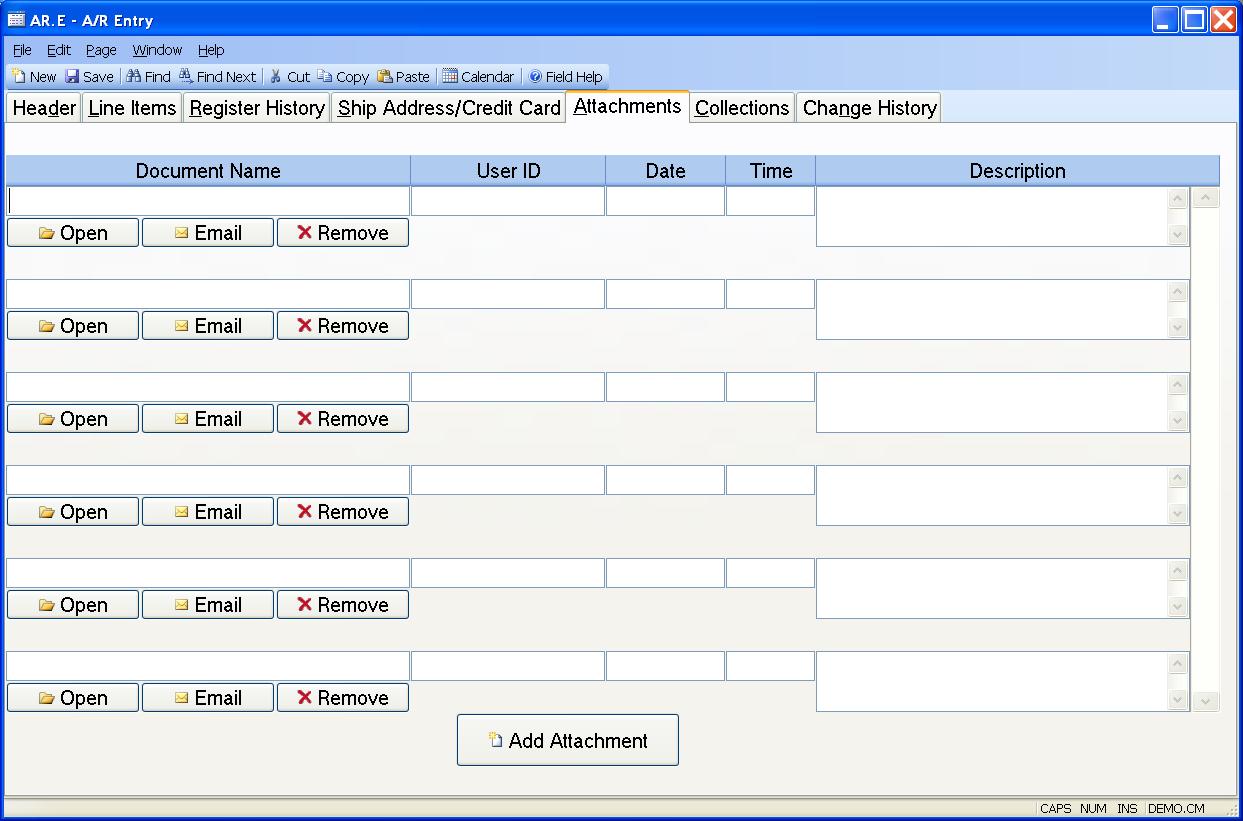 AR.E - A/R Entry
File Edit Page Window Help
New Save Find Find Next Cut Copy Paste Calendar Field Help
Header Line Items Register History Ship Address/Credit Card Attachments Collections Change History
Document Name User ID Date Time Description
Open Email Remove
Open Email Remove
Open Email Remove
Open Email Remove
Open Email Remove
Open Email Remove
Add Attachment
CAPS NUM INS DEMO.CM